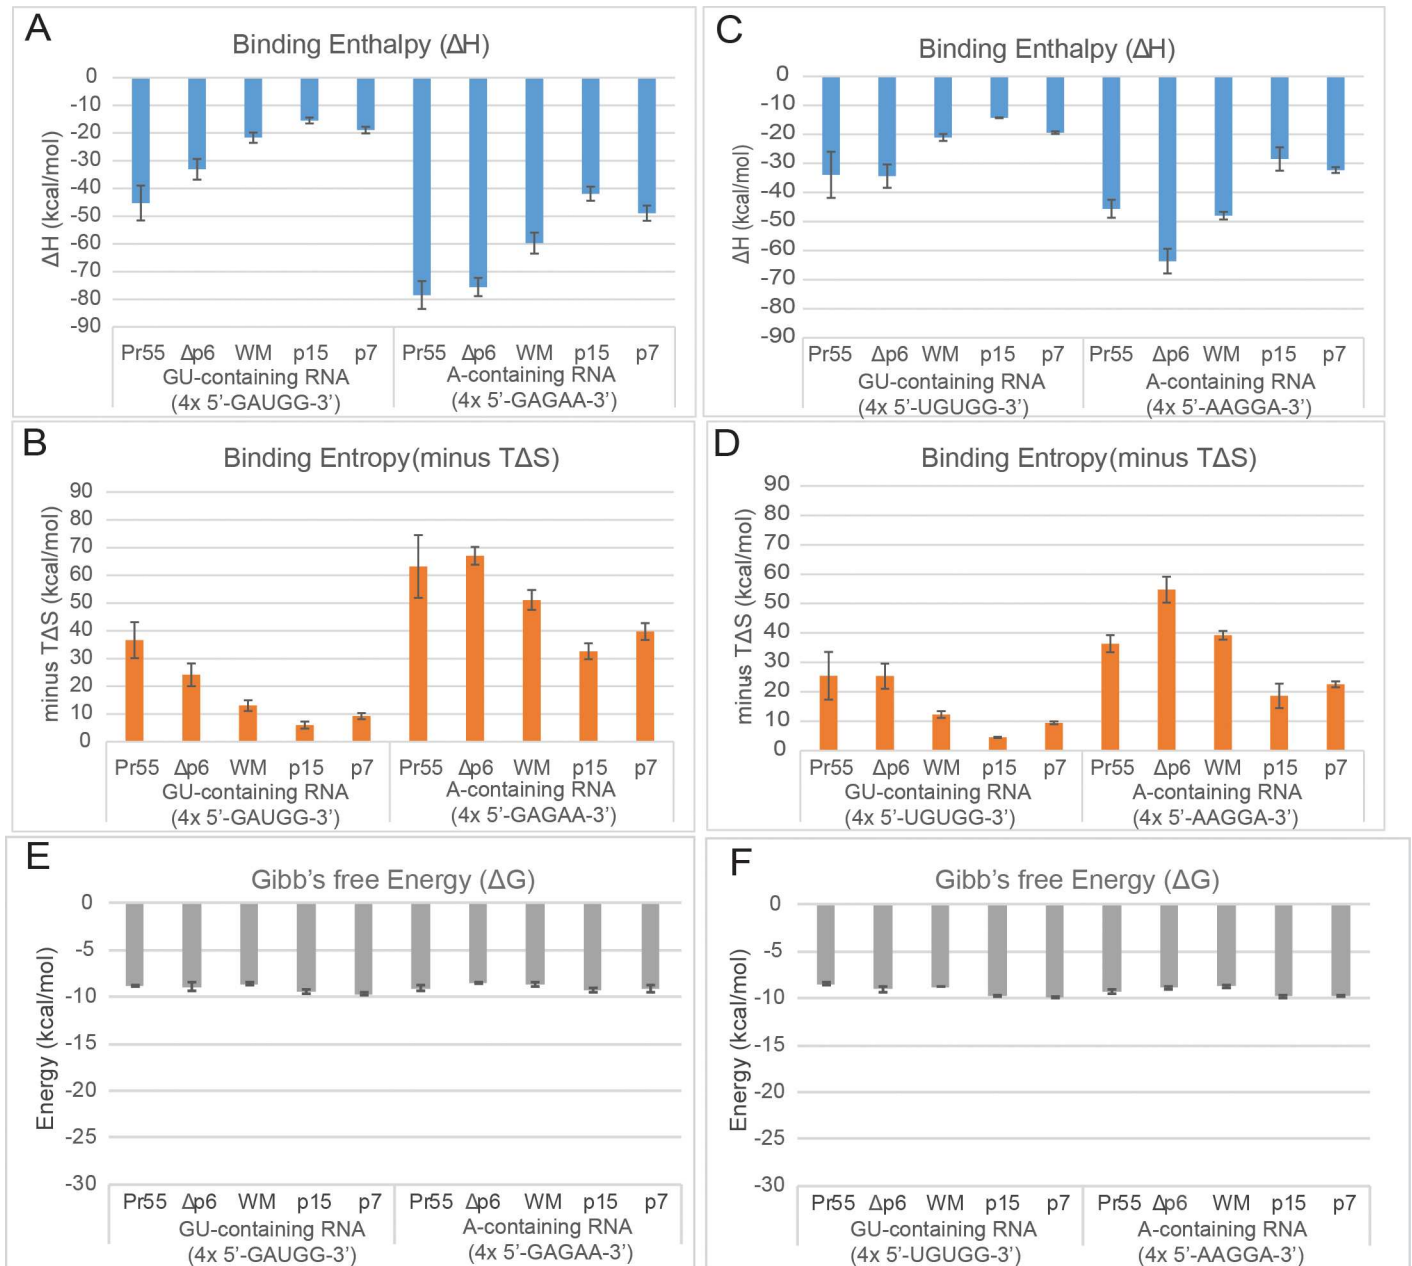 A
Binding Enthalpy (ΔH)
ΔH (kcal/mol)
0
-10
-20
-30
-40
-50
-60
-70
-80
-90
Pr55 Δp6 WM p15 p7 Pr55 Δp6 WM p15 p7
GU-containing RNA A-containing RNA
(4x 5’-GAUGG-3’) (4x 5’-GAGAA-3’)
C
Binding Enthalpy (ΔH)
ΔH (kcal/mol)
0
-10
-20
-30
-40
-50
-60
-70
-80
-90
Pr55 Δp6 WM p15 p7 Pr55 Δp6 WM p15 p7
GU-containing RNA A-containing RNA
(4x 5’-UGUGG-3’) (4x 5’-AAGGA-3’)
B
Binding Entropy(minus TΔS)
minus TΔS (kcal/mol)
90
80
70
60
50
40
30
20
10
0
Pr55 Δp6 WM p15 p7 Pr55 Δp6 WM p15 p7
GU-containing RNA A-containing RNA
(4x 5’-GAUGG-3’) (4x 5’-GAGAA-3’)
D
Binding Entropy(minus TΔS)
minus TΔS (kcal/mol)
90
80
70
60
50
40
30
20
10
0
Pr55 Δp6 WM p15 p7 Pr55 Δp6 WM p15 p7
GU-containing RNA A-containing RNA
(4x 5’-UGUGG-3’) (4x 5’-AAGGA-3’)
E
Gibb’s free Energy (ΔG)
Energy (kcal/mol)
0
-5
-10
-15
-20
-25
-30
Pr55 Δp6 WM p15 p7 Pr55 Δp6 WM p15 p7
GU-containing RNA A-containing RNA
(4x 5’-GAUGG-3’) (4x 5’-GAGAA-3’)
F
Gibb’s free Energy (ΔG)
Energy (kcal/mol)
0
-5
-10
-15
-20
-25
-30
Pr55 Δp6 WM p15 p7 Pr55 Δp6 WM p15 p7
GU-containing RNA A-containing RNA
(4x 5’-UGUGG-3’) (4x 5’-AAGGA-3’)